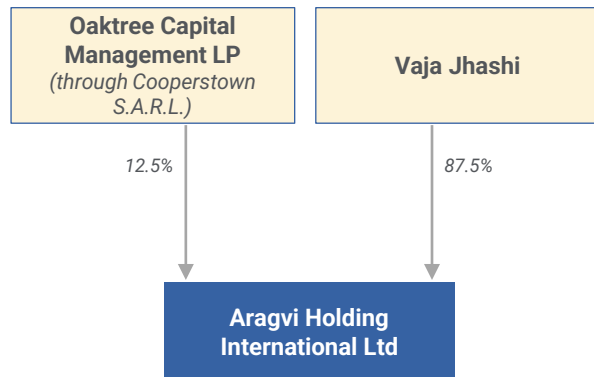 Oaktree Capital
Management LP
(through Cooperstown
S.A.R.L.)
Vaja Jhashi
12.5%
87.5%
Aragvi Holding
International Ltd